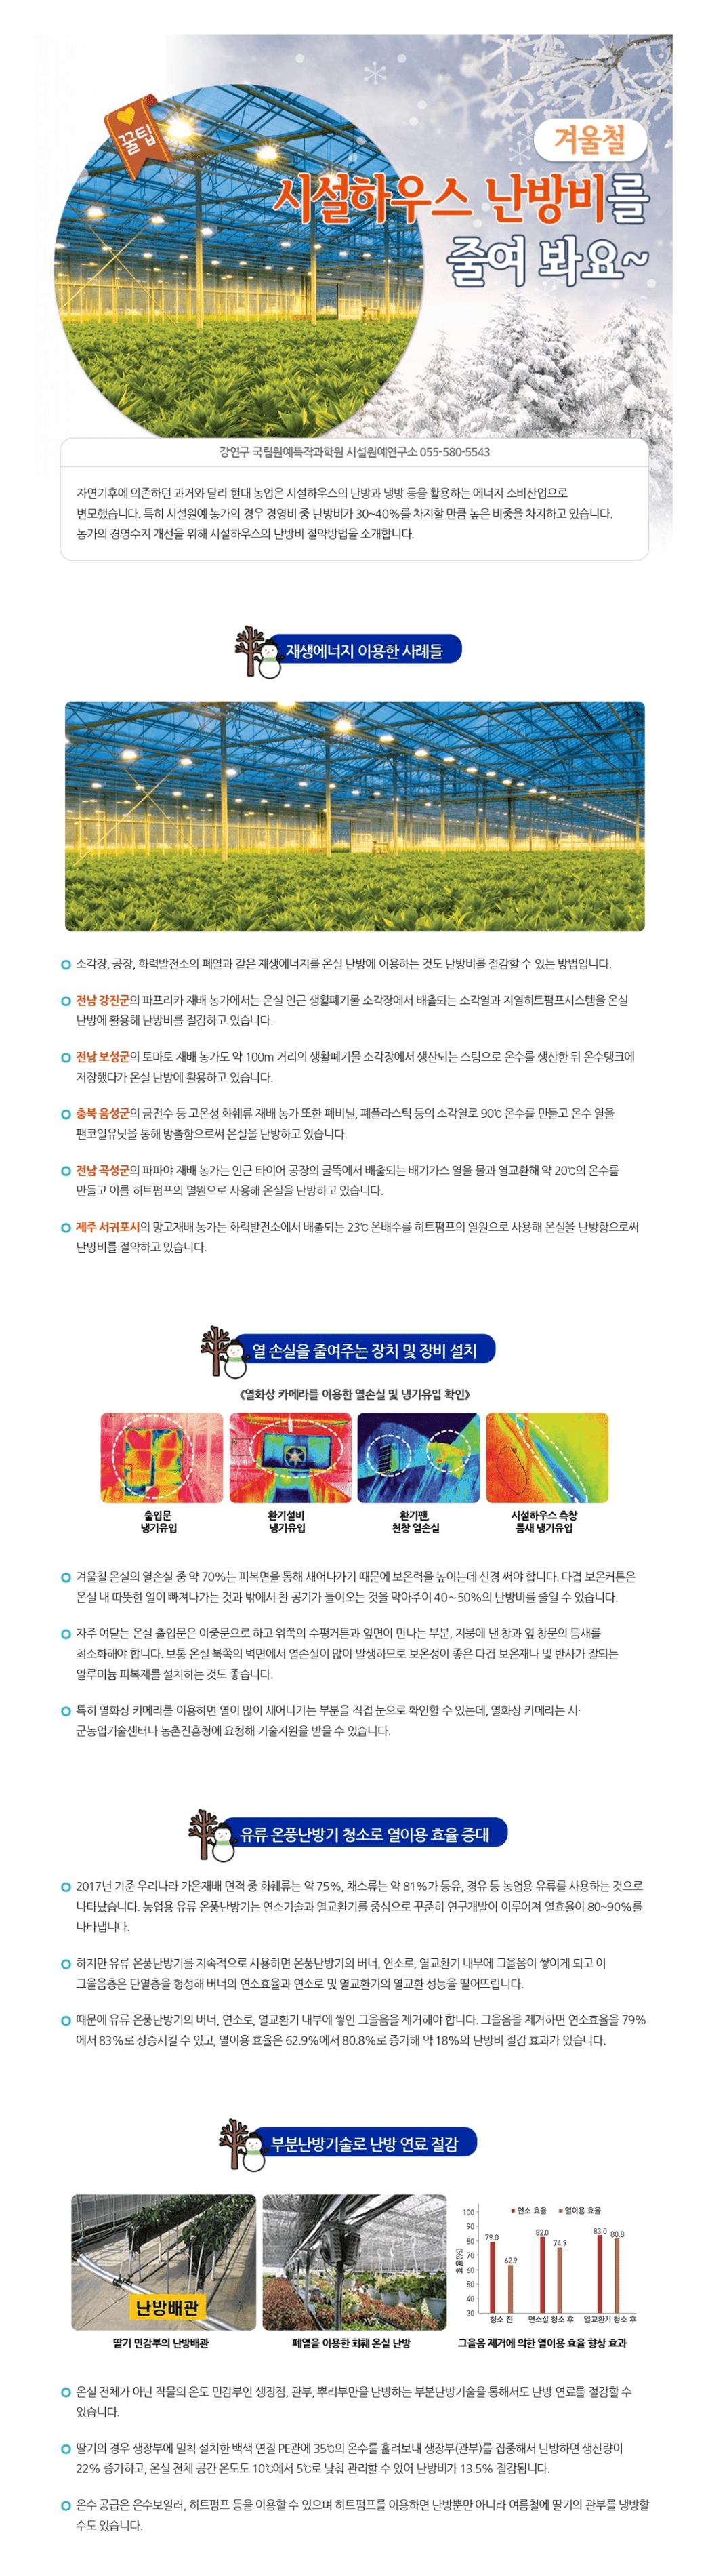 꿀팁
겨울철
시설하우스 난방비를
줄여 봐요~
강연구 국립원예특작과학원 시설원예연구소 055-580-5543
자연기후에 의존하던 과거와 달리 현대 농업은 시설하우스의 난방과 냉방 등을 활용하는 에너지 소비산업으로
변모했습니다. 특히 시설원예 농가의 경우 경영비 중 난방비가 30~40%를 차지할 만큼 높은 비중을 차지하고 있습니다.
농가의 경영수지 개선을 위해 시설하우스의 난방비 절약방법을 소개합니다.
재생에너지 이용한 사례들
소각장, 공장, 화력발전소의 폐열과 같은 재생에너지를 온실 난방에 이용하는 것도 난방비를 절감할 수 있는 방법입니다.
전남 강진군의 파프리카 재배 농가에서는 온실 인근 생활폐기물 소각장에서 배출되는 소각열과 지열히트펌프시스템을 온실
난방에 활용해 난방비를 절감하고 있습니다.
전남 보성군의 토마토 재배 농가도 약 100m 거리의 생활폐기물 소각장에서 생산되는 스팀으로 온수를 생산한 뒤 온수탱크에
저장했다가 온실 난방에 활용하고 있습니다.
충북 음성군의 금전수 등 고온성 화훼류 재배 농가 또한 폐비닐, 폐플라스틱 등의 소각열로 90℃ 온수를 만들고 온수 열을
팬코일유닛을 통해 방출함으로써 온실을 난방하고 있습니다.
전남 곡성군의 파파야 재배 농가는 인근 타이어 공장의 굴뚝에서 배출되는 배기가스 열을 물과 열교환해 약 20℃의 온수를
만들고 이를 히트펌프의 열원으로 사용해 온실을 난방하고 있습니다.
제주 서귀포시의 망고재배 농가는 화력발전소에서 배출되는 23℃ 온배수를 히트펌프의 열원으로 사용해 온실을 난방함으로써
난방비를 절약하고 있습니다.
열 손실을 줄여주는 장치 및 장비 설치
《열화상 카메라를 이용한 열손실 및 냉기유입 확인》
출입문
냉기유입
환기설비
냉기유입
환기팬,
천창 열손실
시설하우스 측창
틈새 냉기유입
겨울철 온실의 열손실 중 약 70%는 피복면을 통해 새어나가기 때문에 보온력을 높이는데 신경 써야 합니다. 다겹 보온커튼은
온실 내 따뜻한 열이 빠져나가는 것과 밖에서 찬 공기가 들어오는 것을 막아주어 40~50%의 난방비를 줄일 수 있습니다.
자주 여닫는 온실 출입문은 이중문으로 하고 위쪽의 수평커튼과 옆면이 만나는 부분, 지붕에 낸 창과 옆 창문의 틈새를
최소화해야 합니다. 보통 온실 북쪽의 벽면에서 열손실이 많이 발생하므로 보온성이 좋은 다겹 보온재나 빛 반사가 잘되는
알루미늄 피복재를 설치하는 것도 좋습니다.
특히 열화상 카메라를 이용하면 열이 많이 새어나가는 부분을 직접 눈으로 확인할 수 있는데, 열화상 카메라는 시·
군농업기술센터나 농촌진흥청에 요청해 기술지원을 받을 수 있습니다.
유류 온풍난방기 청소로 열이용 효율 증대
2017년 기준 우리나라 가온재배 면적 중 화훼류는 약 75%, 채소류는 약 81%가 등유, 경유 등 농업용 유류를 사용하는 것으로
나타났습니다. 농업용 유류 온풍난방기는 연소기술과 열교환기를 중심으로 꾸준히 연구개발이 이루어져 열효율이 80~90%를
나타냅니다.
하지만 유류 온풍난방기를 지속적으로 사용하면 온풍난방기의 버너, 연소로, 열교환기 내부에 그을음이 쌓이게 되고 이
그을음층은 단열층을 형성해 버너의 연소효율과 연소로 및 열교환기의 열교환 성능을 떨어뜨립니다.
때문에 유류 온풍난방기의 버너, 연소로, 열교환기 내부에 쌓인 그을음을 제거해야 합니다. 그을음을 제거하면 연소효율을 79%
에서 83%로 상승시킬 수 있고, 열이용 효율은 62.9%에서 80.8%로 증가해 약 18%의 난방비 절감 효과가 있습니다.
부분난방기술로 난방 연료 절감
난방배관
딸기 민감부의 난방배관
폐열을 이용한 화훼 온실 난방
연소 효율 열이용 효율
효율(%)
100
90
80
70
60
50
40
30
79.0
62.9
82.0
74.9
83.0
80.8
청소 전
연소실 청소 후
열교환기 청소 후
그을음 제거에 의한 열이용 효율 향상 효과
온실 전체가 아닌 작물의 온도 민감부인 생장점, 관부, 뿌리부만을 난방하는 부분난방기술을 통해서도 난방 연료를 절감할 수
있습니다.
딸기의 경우 생장부에 밀착 설치한 백색 연질 PE관에 35℃의 온수를 흘려보내 생장부(관부)를 집중해서 난방하면 생산량이
22% 증가하고, 온실 전체 공간 온도도 10℃에서 5℃로 낮춰 관리할 수 있어 난방비가 13.5% 절감됩니다.
온수 공급은 온수보일러, 히트펌프 등을 이용할 수 있으며 히트펌프를 이용하면 난방뿐만 아니라 여름철에 딸기의 관부를 냉방할
수도 있습니다.